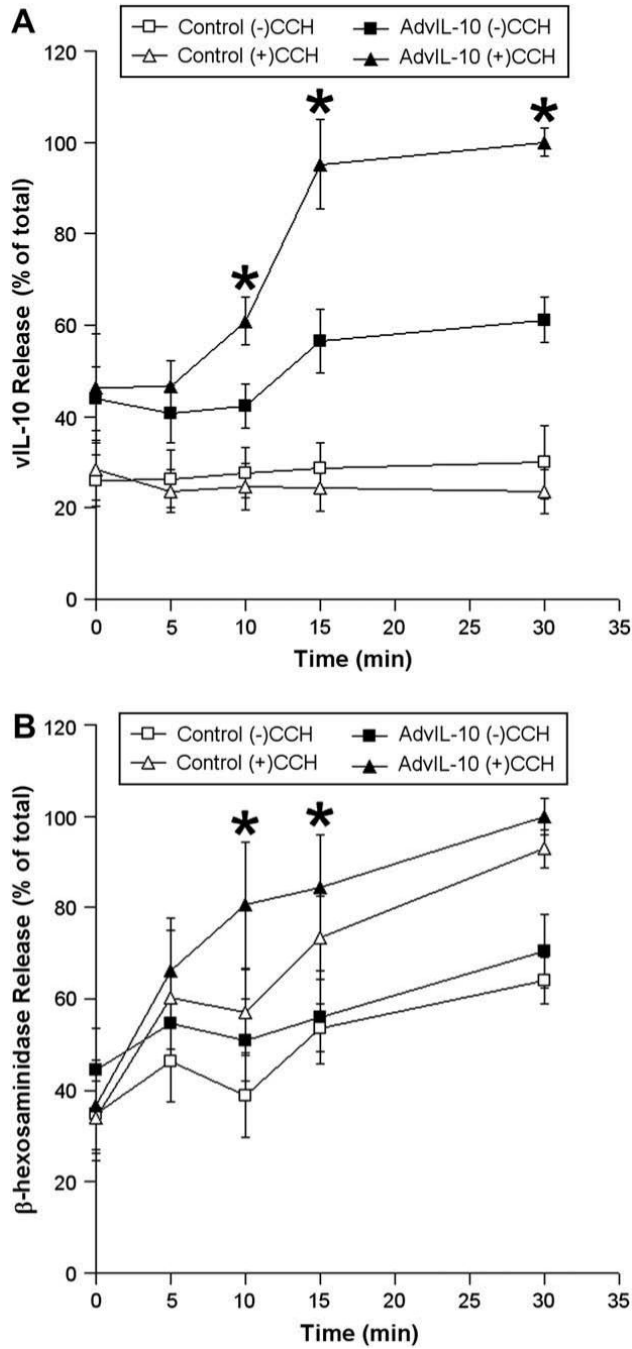 A
Control (-)CCH AdvIL-10 (-)CCH
Control (+)CCH AdvIL-10 (+)CCH
120
100
80
60
40
20
0
vIL-10 Release (% of total)
*
*
*
0 5 10 15 20 25 30 35
Time (min)
B
Control (-)CCH AdvIL-10 (-)CCH
Control (+)CCH AdvIL-10 (+)CCH
120
100
80
60
40
20
0
β-hexosaminidase Release (% of total)
*
*
0 5 10 15 20 25 30 35
Time (min)